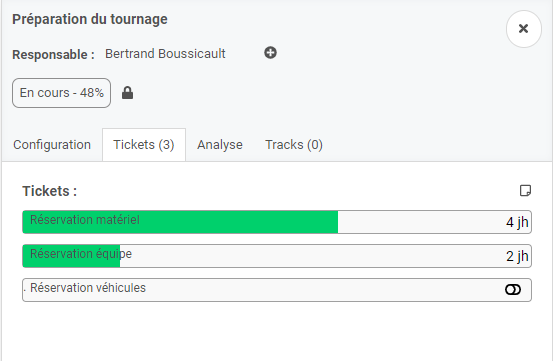 Préparation du tournage
Responsable : Bertrand Boussicault
En cours - 48%
Configuration Tickets (3) Analyse Tracks (0)
Tickets :
Réservation matériel 4 jh
Réservation équipe 2 jh
. Réservation véhicules